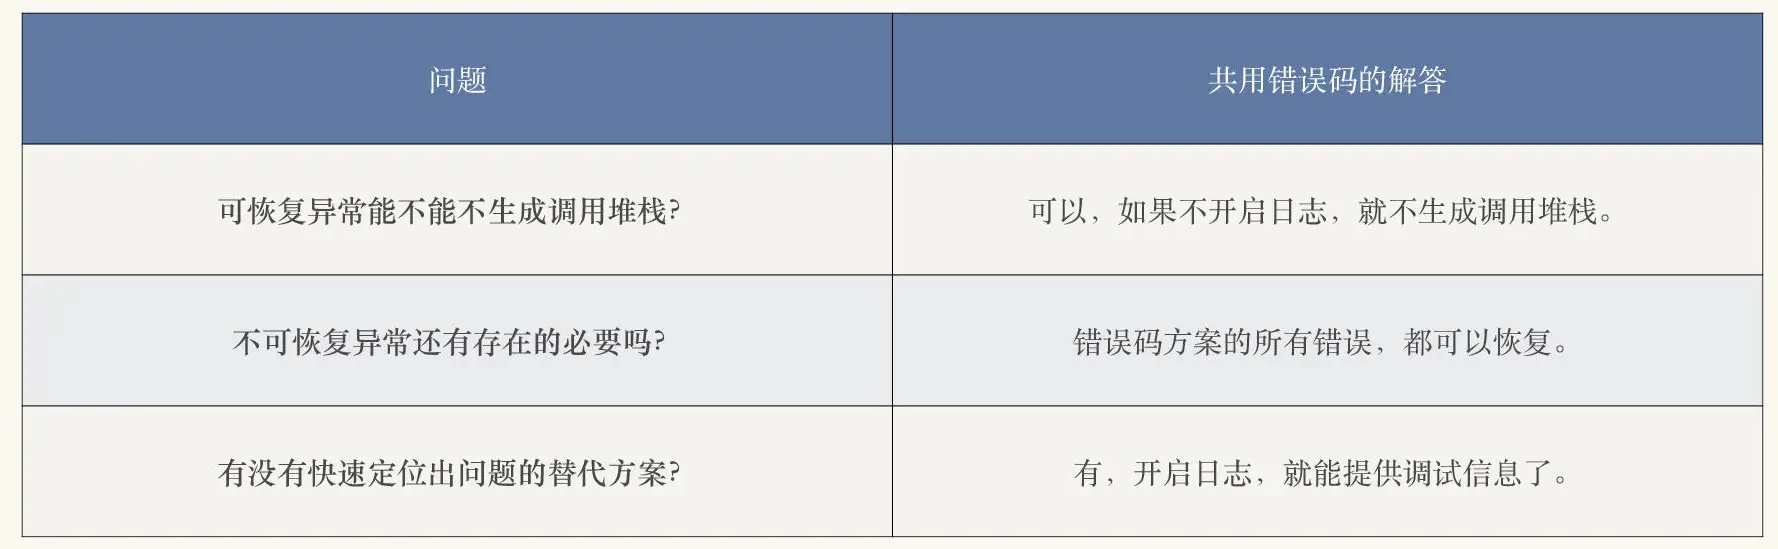 问题
共用错误码的解答
可恢复异常能不能不生成调用堆栈?
可以，如果不开启日志，就不生成调用堆栈。
不可恢复异常还有存在的必要吗?
错误码方案的所有错误，都可以恢复。
有没有快速定位出问题的替代方案?
有，开启日志，就能提供调试信息了。